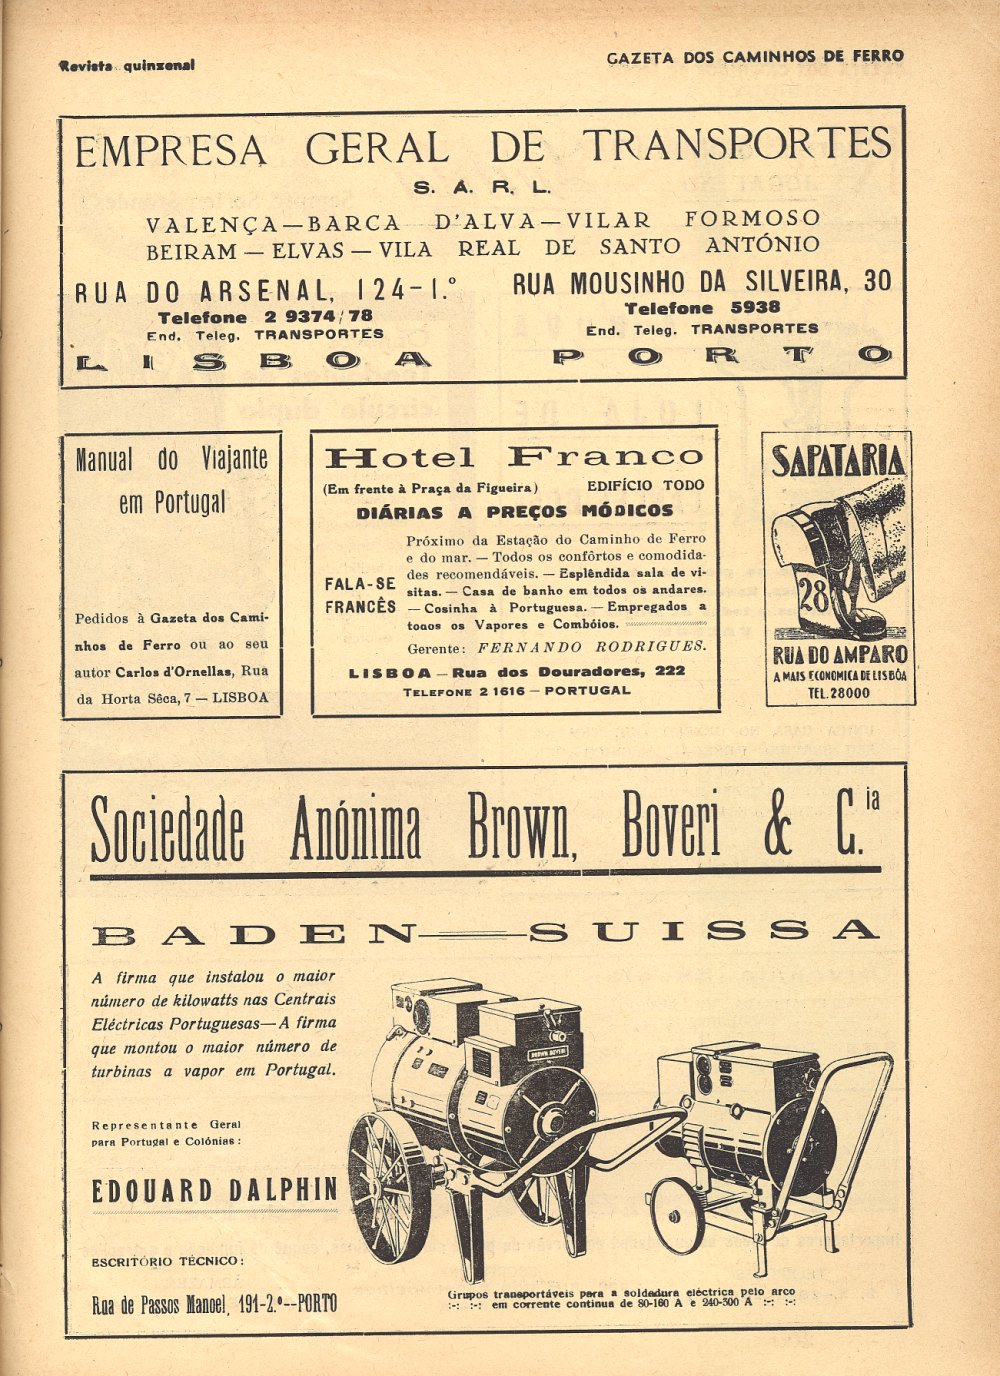 Revista quinzenal
GAZETA DOS CAMINHOS DE FERRO
EMPRESA GERAL DE TRANSPORTES
S. A. R. L.
VALENÇA—BARCA D'ALVA—VILAR FORMOSO
BEIRAM — ELVAS — VILA REAL DE SANTO ANTÓNIO
RUA DO ARSENAL, 124-1.º
Telefone 2 9374/78
End. Teleg. TRANSPORTES
LISBOA
RUA MOUSINHO DA SILVEIRA, 30
Telefone 5938
End. Teleg. TRANSPORTES
PORTO
Manual do Viajante
em Portugal
Pedidos à Gazeta dos Cami-
nhos de Ferro ou ao seu
autor Carlos d'Ornellas, Rua
da Horta Sêca, 7 — LISBOA
Hotel Franco
(Em frente à Praça da Figueira) EDIFÍCIO TODO
DIÁRIAS A PREÇOS MÓDICOS
FALA-SE
FRANCÊS
Próximo da Estação do Caminho de Ferro
e do mar. — Todos os confôrtos e comodida-
des recomendáveis. — Esplêndida sala de vi-
sitas. — Casa de banho em todos os andares.
— Cosinha à Portuguesa. — Empregados a
todos os Vapores e Combóios.
Gerente: FERNANDO RODRIGUES.
LISBOA — Rua dos Douradores, 222
TELEFONE 2 1616 — PORTUGAL
SAPATARIA
28
RUA DO AMPARO
A MAIS ECONOMICA DE LISBÔA
TEL. 28000
Sociedade Anónima Brown, Boveri & C.ia
BADEN—SUISSA
A firma que instalou o maior
número de kilowatts nas Centrais
Eléctricas Portuguesas—A firma
que montou o maior número de
turbinas a vapor em Portugal.
Representante Geral
para Portugal e Colónias:
EDOUARD DALPHIN
ESCRITÓRIO TÉCNICO:
Rua de Passos Manoel, 191-2.º--PORTO
BROWN BOVERI
Grupos transportáveis para a soldadura eléctrica pelo arco
:-: :-: em corrente contínua de 80-160 A e 240-300 A :-: :-: